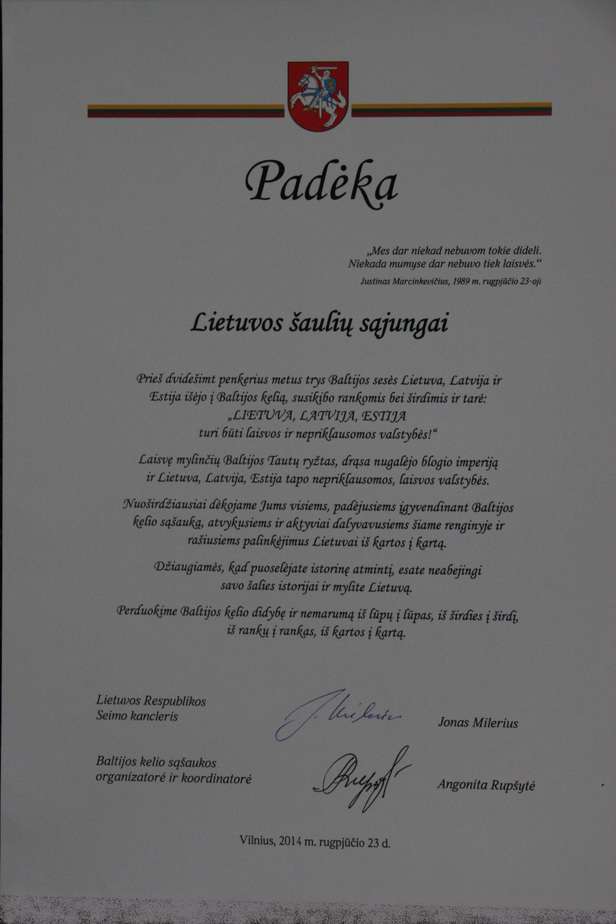 Padėka
„Mes dar niekad nebuvom tokie dideli.
Niekada mumyse dar nebuvo tiek laisvės.“
Justinas Marcinkevičius, 1989 m. rugpjūčio 23-oji
Lietuvos šaulių sąjungai
Prieš dvidešimt penkerius metus trys Baltijos sesės Lietuva, Latvija ir
Estija išėjo į Baltijos kelią, susikibo rankomis bei širdimis ir tarė:
„LIETUVA, LATVIJA, ESTIJA
turi būti laisvos ir nepriklausomos valstybės!“
Laisvę mylinčių Baltijos Tautų ryžtas, drąsa nugalėjo blogio imperiją
ir Lietuva, Latvija, Estija tapo nepriklausomos, laisvos valstybės.
Nuoširdžiausiai dėkojame Jums visiems, padėjusiems įgyvendinant Baltijos
kelio sąšauką, atvykusiems ir aktyviai dalyvavusiems šiame renginyje ir
rašiusiems palinkėjimus Lietuvai iš kartos į kartą.
Džiaugiamės, kad puoselėjate istorinę atmintį, esate neabejingi
savo šalies istorijai ir mylite Lietuvą.
Perduokime Baltijos kelio didybę ir nemarumą iš lūpų į lūpas, iš širdies į širdį,
iš rankų į rankas, iš kartos į kartą.
Lietuvos Respublikos
Seimo kancleris
Jonas Milerius
Baltijos kelio sąšaukos
organizatorė ir koordinatorė
Angonita Rupšytė
Vilnius, 2014 m. rugpjūčio 23 d.